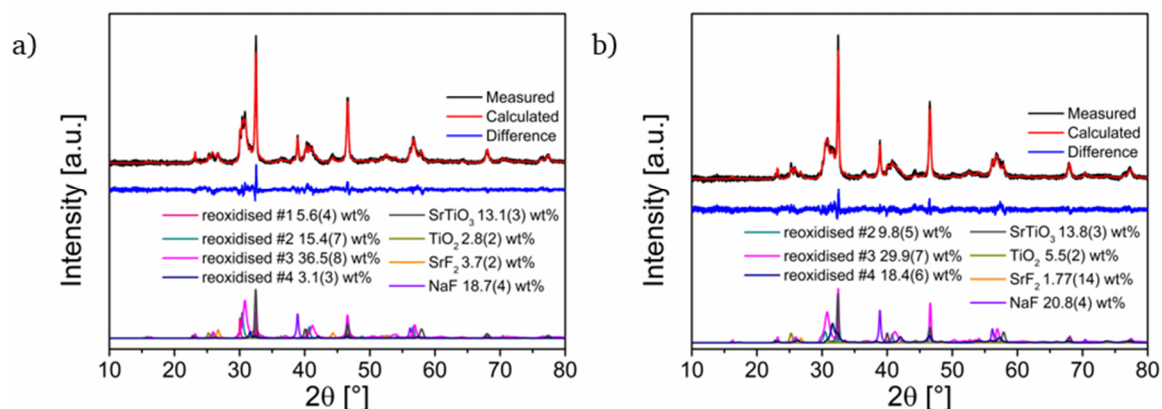 a)
Intensity [a.u.]
Measured
Calculated
Difference
reoxidised #1 5.6(4) wt%
reoxidised #2 15.4(7) wt%
reoxidised #3 36.5(8) wt%
reoxidised #4 3.1(3) wt%
SrTiO3 13.1(3) wt%
TiO2 2.8(2) wt%
SrF2 3.7(2) wt%
NaF 18.7(4) wt%
10 20 30 40 50 60 70 80
2θ [°]
b)
Intensity [a.u.]
Measured
Calculated
Difference
reoxidised #2 9.8(5) wt%
reoxidised #3 29.9(7) wt%
reoxidised #4 18.4(6) wt%
SrTiO3 13.8(3) wt%
TiO2 5.5(2) wt%
SrF2 1.77(14) wt%
NaF 20.8(4) wt%
10 20 30 40 50 60 70 80
2θ [°]